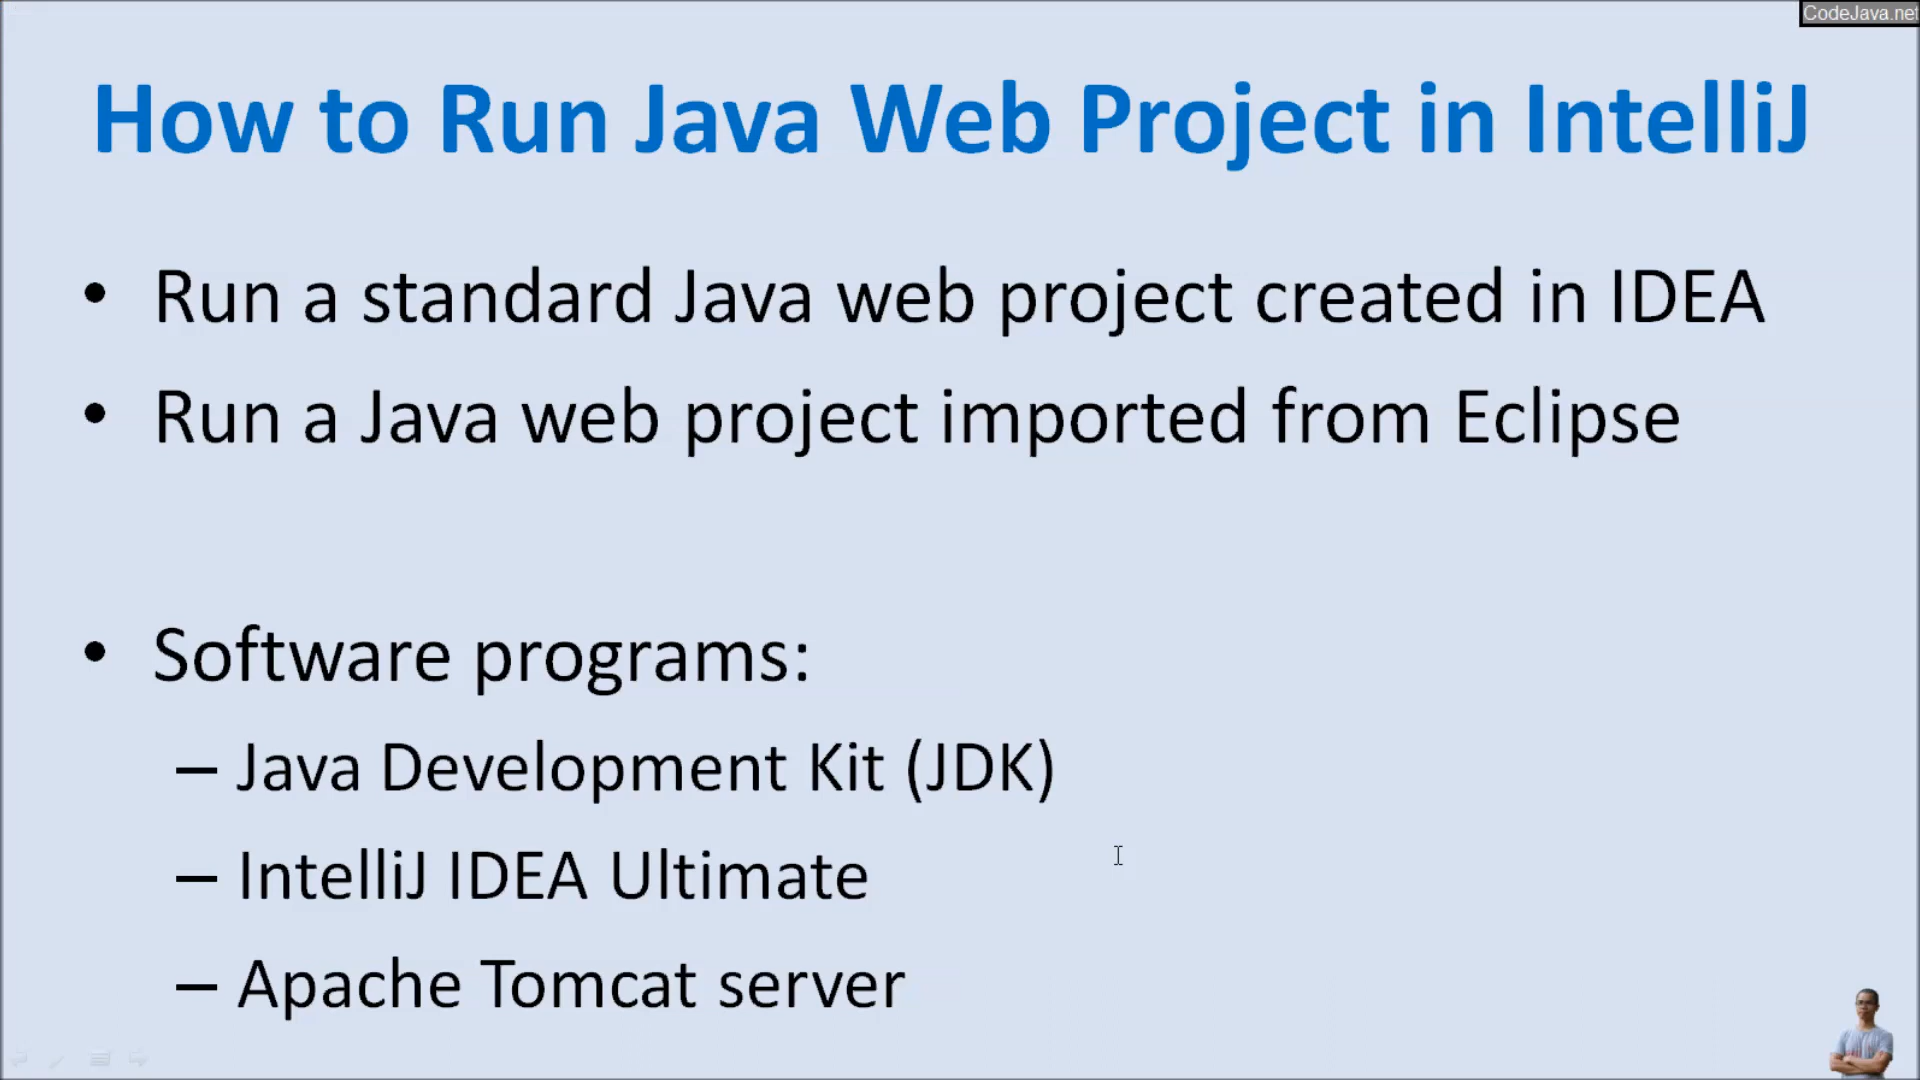 CodeJava.net
How to Run Java Web Project in IntelliJ
• Run a standard Java web project created in IDEA
• Run a Java web project imported from Eclipse
• Software programs:
– Java Development Kit (JDK)
– IntelliJ IDEA Ultimate
– Apache Tomcat server